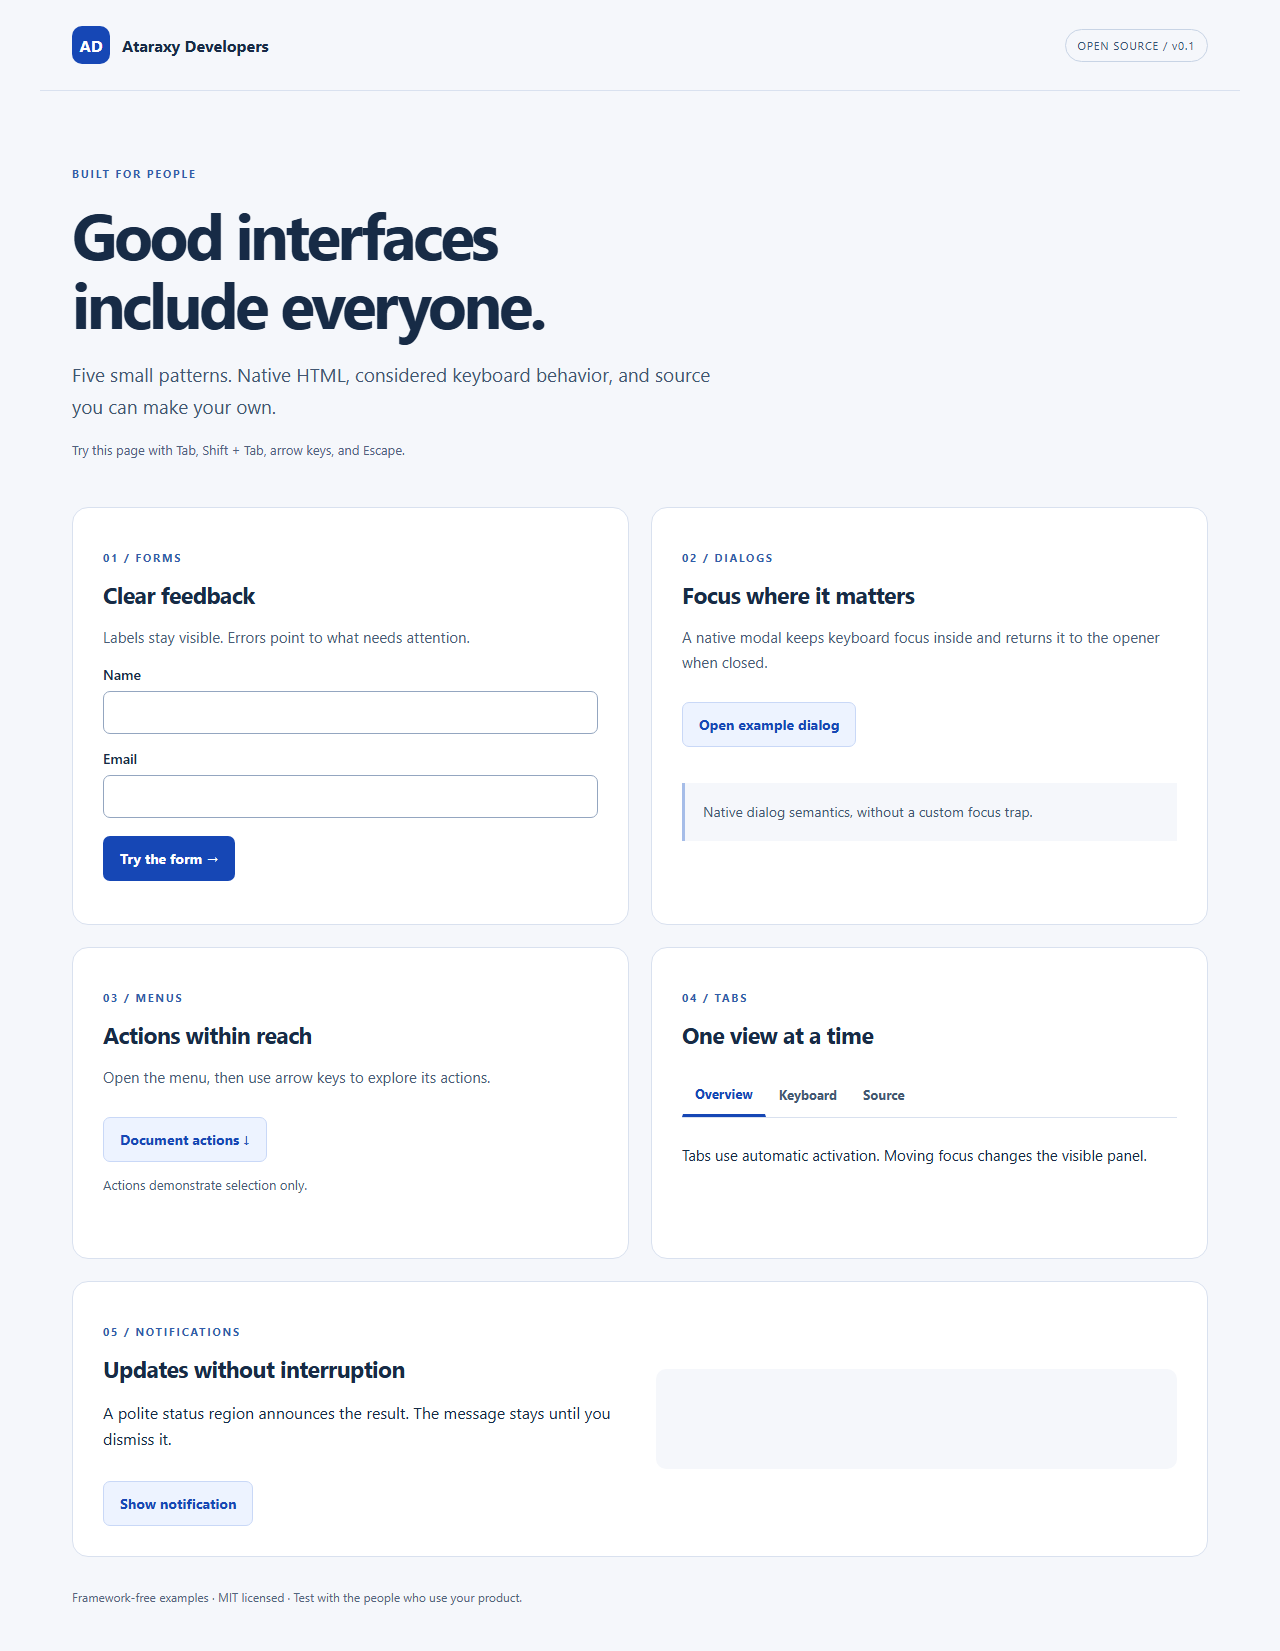 AD
Ataraxy Developers
OPEN SOURCE / v0.1
BUILT FOR PEOPLE
Good interfaces
include everyone.
Five small patterns. Native HTML, considered keyboard behavior, and source
you can make your own.
Try this page with Tab, Shift + Tab, arrow keys, and Escape.
01 / FORMS
Clear feedback
Labels stay visible. Errors point to what needs attention.
Name
Email
Try the form →
02 / DIALOGS
Focus where it matters
A native modal keeps keyboard focus inside and returns it to the opener
when closed.
Open example dialog
Native dialog semantics, without a custom focus trap.
03 / MENUS
Actions within reach
Open the menu, then use arrow keys to explore its actions.
Document actions ↓
Actions demonstrate selection only.
04 / TABS
One view at a time
Overview Keyboard Source
Tabs use automatic activation. Moving focus changes the visible panel.
05 / NOTIFICATIONS
Updates without interruption
A polite status region announces the result. The message stays until you
dismiss it.
Show notification
Framework-free examples · MIT licensed · Test with the people who use your product.